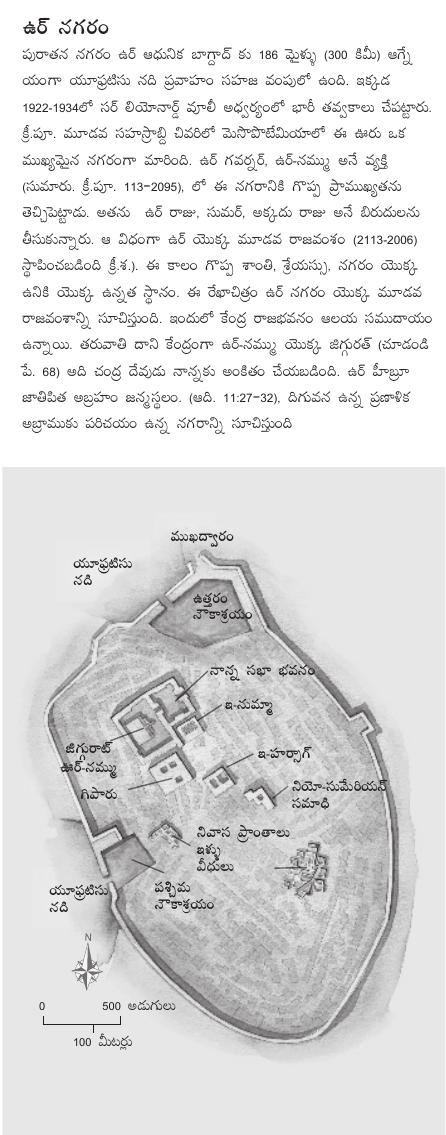 ఉర్ నగరం
పురాతన నగరం ఉర్ ఆధునిక బాగ్దాద్ కు 186 మైళ్ళు (300 కిమీ) ఆగ్నే
యంగా యూఫ్రటిసు నది ప్రవాహం సహజ వంపులో ఉంది. ఇక్కడ
1922-1934లో సర్ లియోనార్డ్ వూలీ అధ్వర్యంలో భారీ తవ్వకాలు చేపట్టారు.
క్రీ.పూ. మూడవ సహస్రాబ్ది చివరిలో మెసొపొటేమియాలో ఈ ఊరు ఒక
ముఖ్యమైన నగరంగా మారింది. ఉర్ గవర్నర్, ఉర్-నమ్ము అనే వ్యక్తి
(సుమారు. క్రీ.పూ. 113–2095), లో ఈ నగరానికి గొప్ప ప్రాముఖ్యతను
తెచ్చిపెట్టాడు. అతను ఉర్ రాజు, సుమర్, అక్కదు రాజు అనే బిరుదులను
తీసుకున్నారు. ఆ విధంగా ఉర్ యొక్క మూడవ రాజవంశం (2113-2006)
స్థాపించబడింది క్రీ.శ.). ఈ కాలం గొప్ప శాంతి, శ్రేయస్సు, నగరం యొక్క
ఉనికి యొక్క ఉన్నత స్థానం. ఈ రేఖాచిత్రం ఉర్ నగరం యొక్క మూడవ
రాజవంశాన్ని సూచిస్తుంది. ఇందులో కేంద్ర రాజభవనం ఆలయ సముదాయం
ఉన్నాయి. తరువాతి దాని కేంద్రంగా ఉర్-నమ్ము యొక్క జిగ్గురత్ (చూడండి
పే. 68) అది చంద్ర దేవుడు నాన్నకు అంకితం చేయబడింది. ఉర్ హీబ్రూ
జాతిపిత అబ్రహం జన్మస్థలం. (ఆది. 11:27–32), దిగువన ఉన్న ప్రణాళిక
అబ్రాముకు పరిచయం ఉన్న నగరాన్ని సూచిస్తుంది
ముఖద్వారం
యూఫ్రటిసు
నది
ఉత్తరం
నౌకాశ్రయం
నాన్న సభా భవనం
ఇ-నుమ్మా
జిగ్గురాట్
ఊర్-నమ్ము
ఇ-హర్సాగ్
గిపారు
నియో-సుమేరియన్
సమాధి
నివాస ప్రాంతాలు
ఇళ్ళు
వీధులు
యూఫ్రటిసు
నది
పశ్చిమ
నౌకాశ్రయం
N
0 500 అడుగులు
100 మీటర్లు